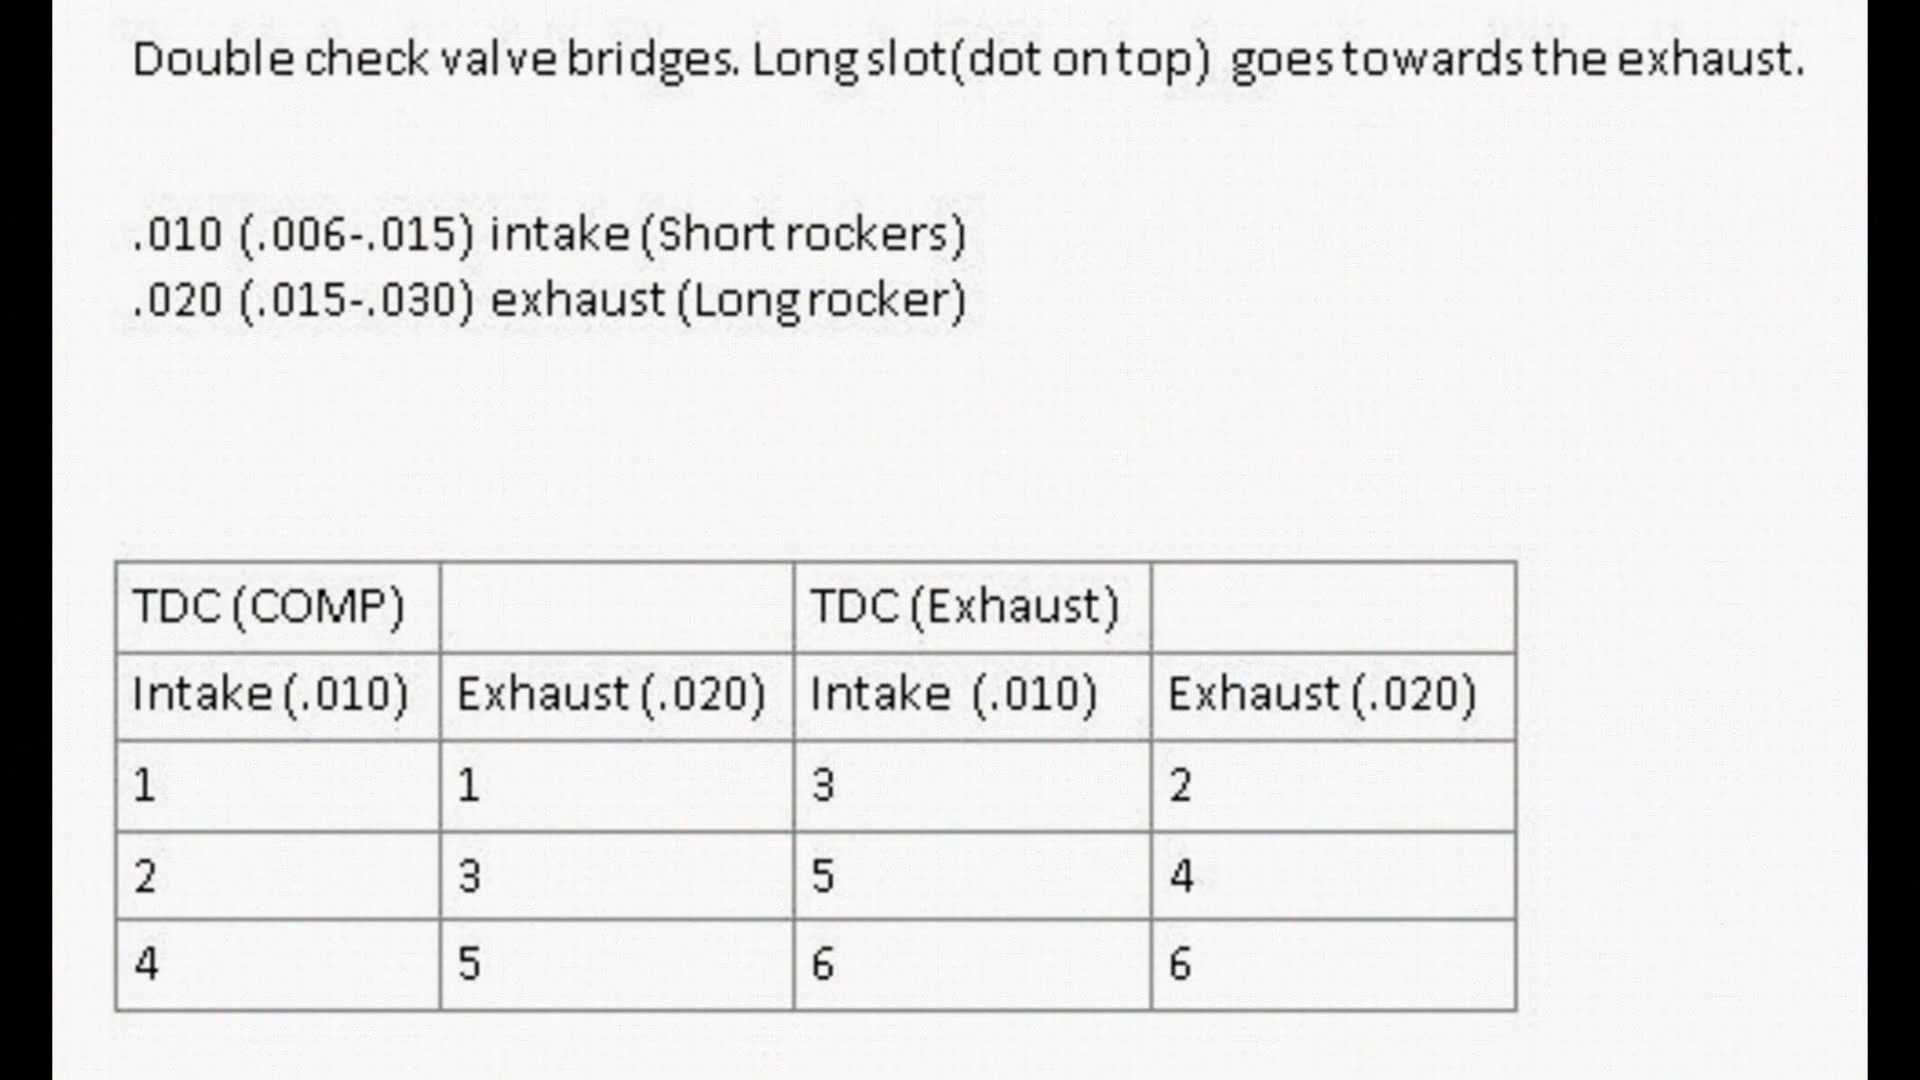 Double check valve bridges. Long slot(dot on top) goes towards the exhaust.
.010 (.006-.015) intake (Short rockers)
.020 (.015-.030) exhaust (Long rocker)
TDC (COMP) TDC (Exhaust)
Intake (.010) Exhaust (.020) Intake (.010) Exhaust (.020)
1 1 3 2
2 3 5 4
4 5 6 6